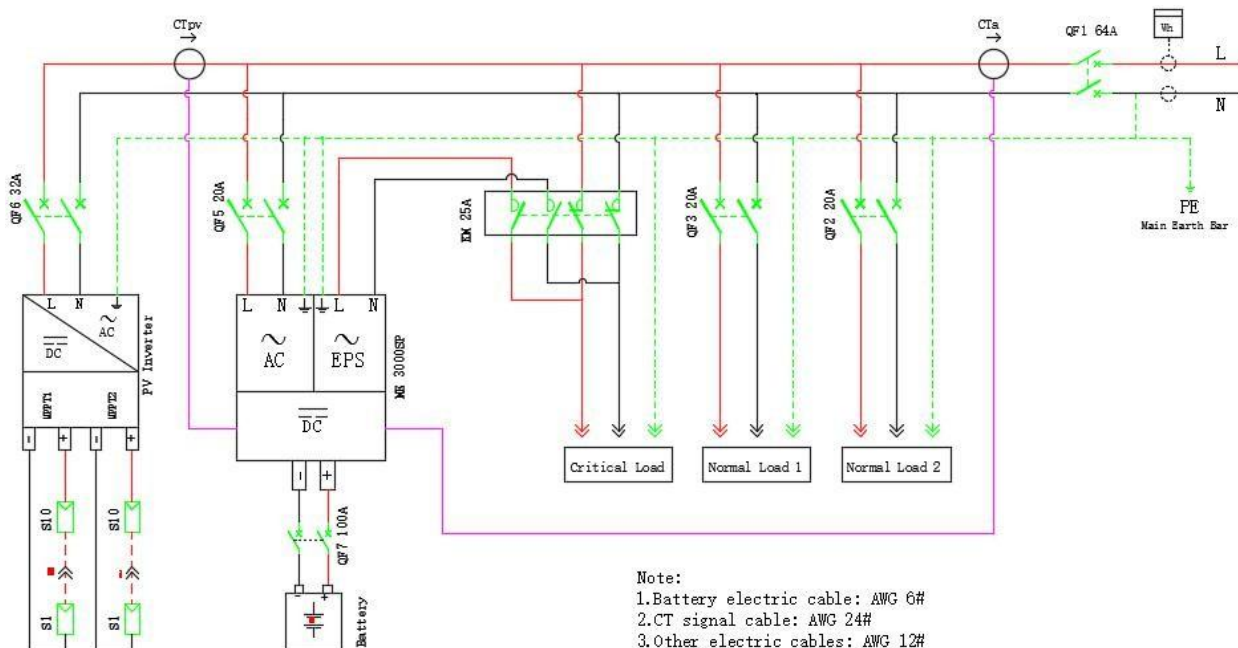 CTpv
CTa
QF1 64A
Wh
L
N
QF6 32A
QF5 20A
KM 25A
QF3 20A
QF2 20A
PE
Main Earth Bar
L N
AC
DC
PV Inverter
MPPT1
MPPT2
- + - +
L N
L N
AC
EPS
ME 3000SP
DC
- +
Critical Load
Normal Load 1
Normal Load 2
S10
S10
QF7 100A
S1
S1
- +
Battery
Note:
1.Battery electric cable: AWG 6#
2.CT signal cable: AWG 24#
3.Other electric cables: AWG 12#